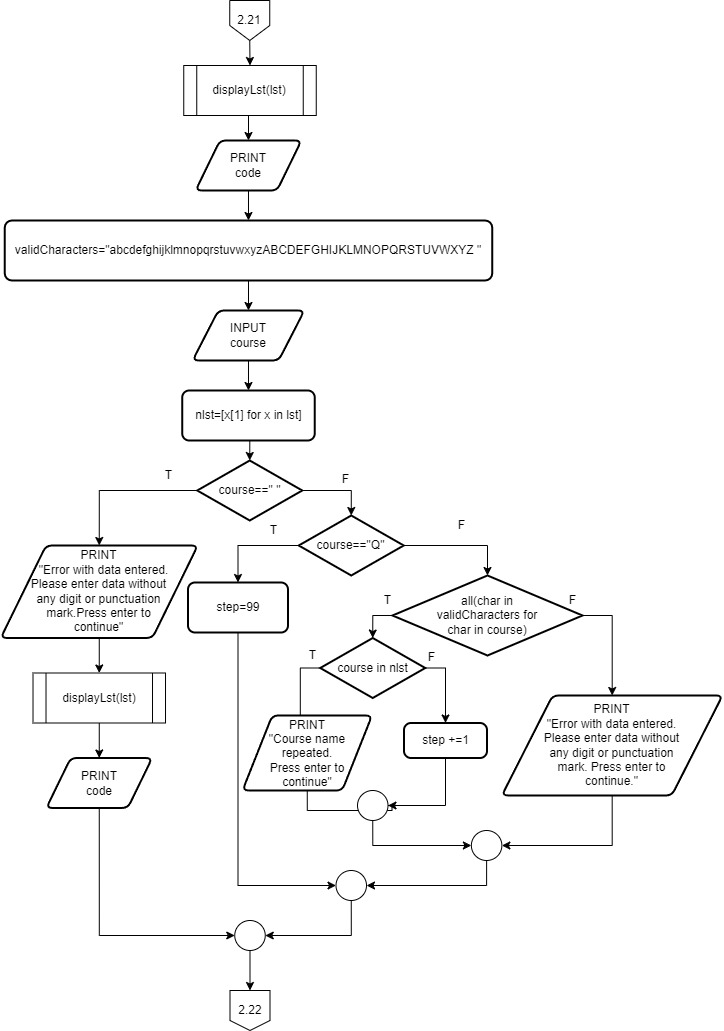 2.21
displayLst(lst)
PRINT
code
validCharacters="abcdefghijklmnopqrstuvwxyzABCDEFGHIJKLMNOPQRSTUVWXYZ "
INPUT
course
nlst=[x[1] for x in lst]
T
course==" "
F
T
course=="Q"
F
PRINT
"Error with data entered.
Please enter data without
any digit or punctuation
mark.Press enter to
continue"
step=99
T
all(char in
validCharacters for
char in course)
F
T
course in nlst
F
displayLst(lst)
PRINT
"Course name
repeated.
Press enter to
continue"
step +=1
PRINT
"Error with data entered.
Please enter data without
any digit or punctuation
mark. Press enter to
continue."
PRINT
code
2.22